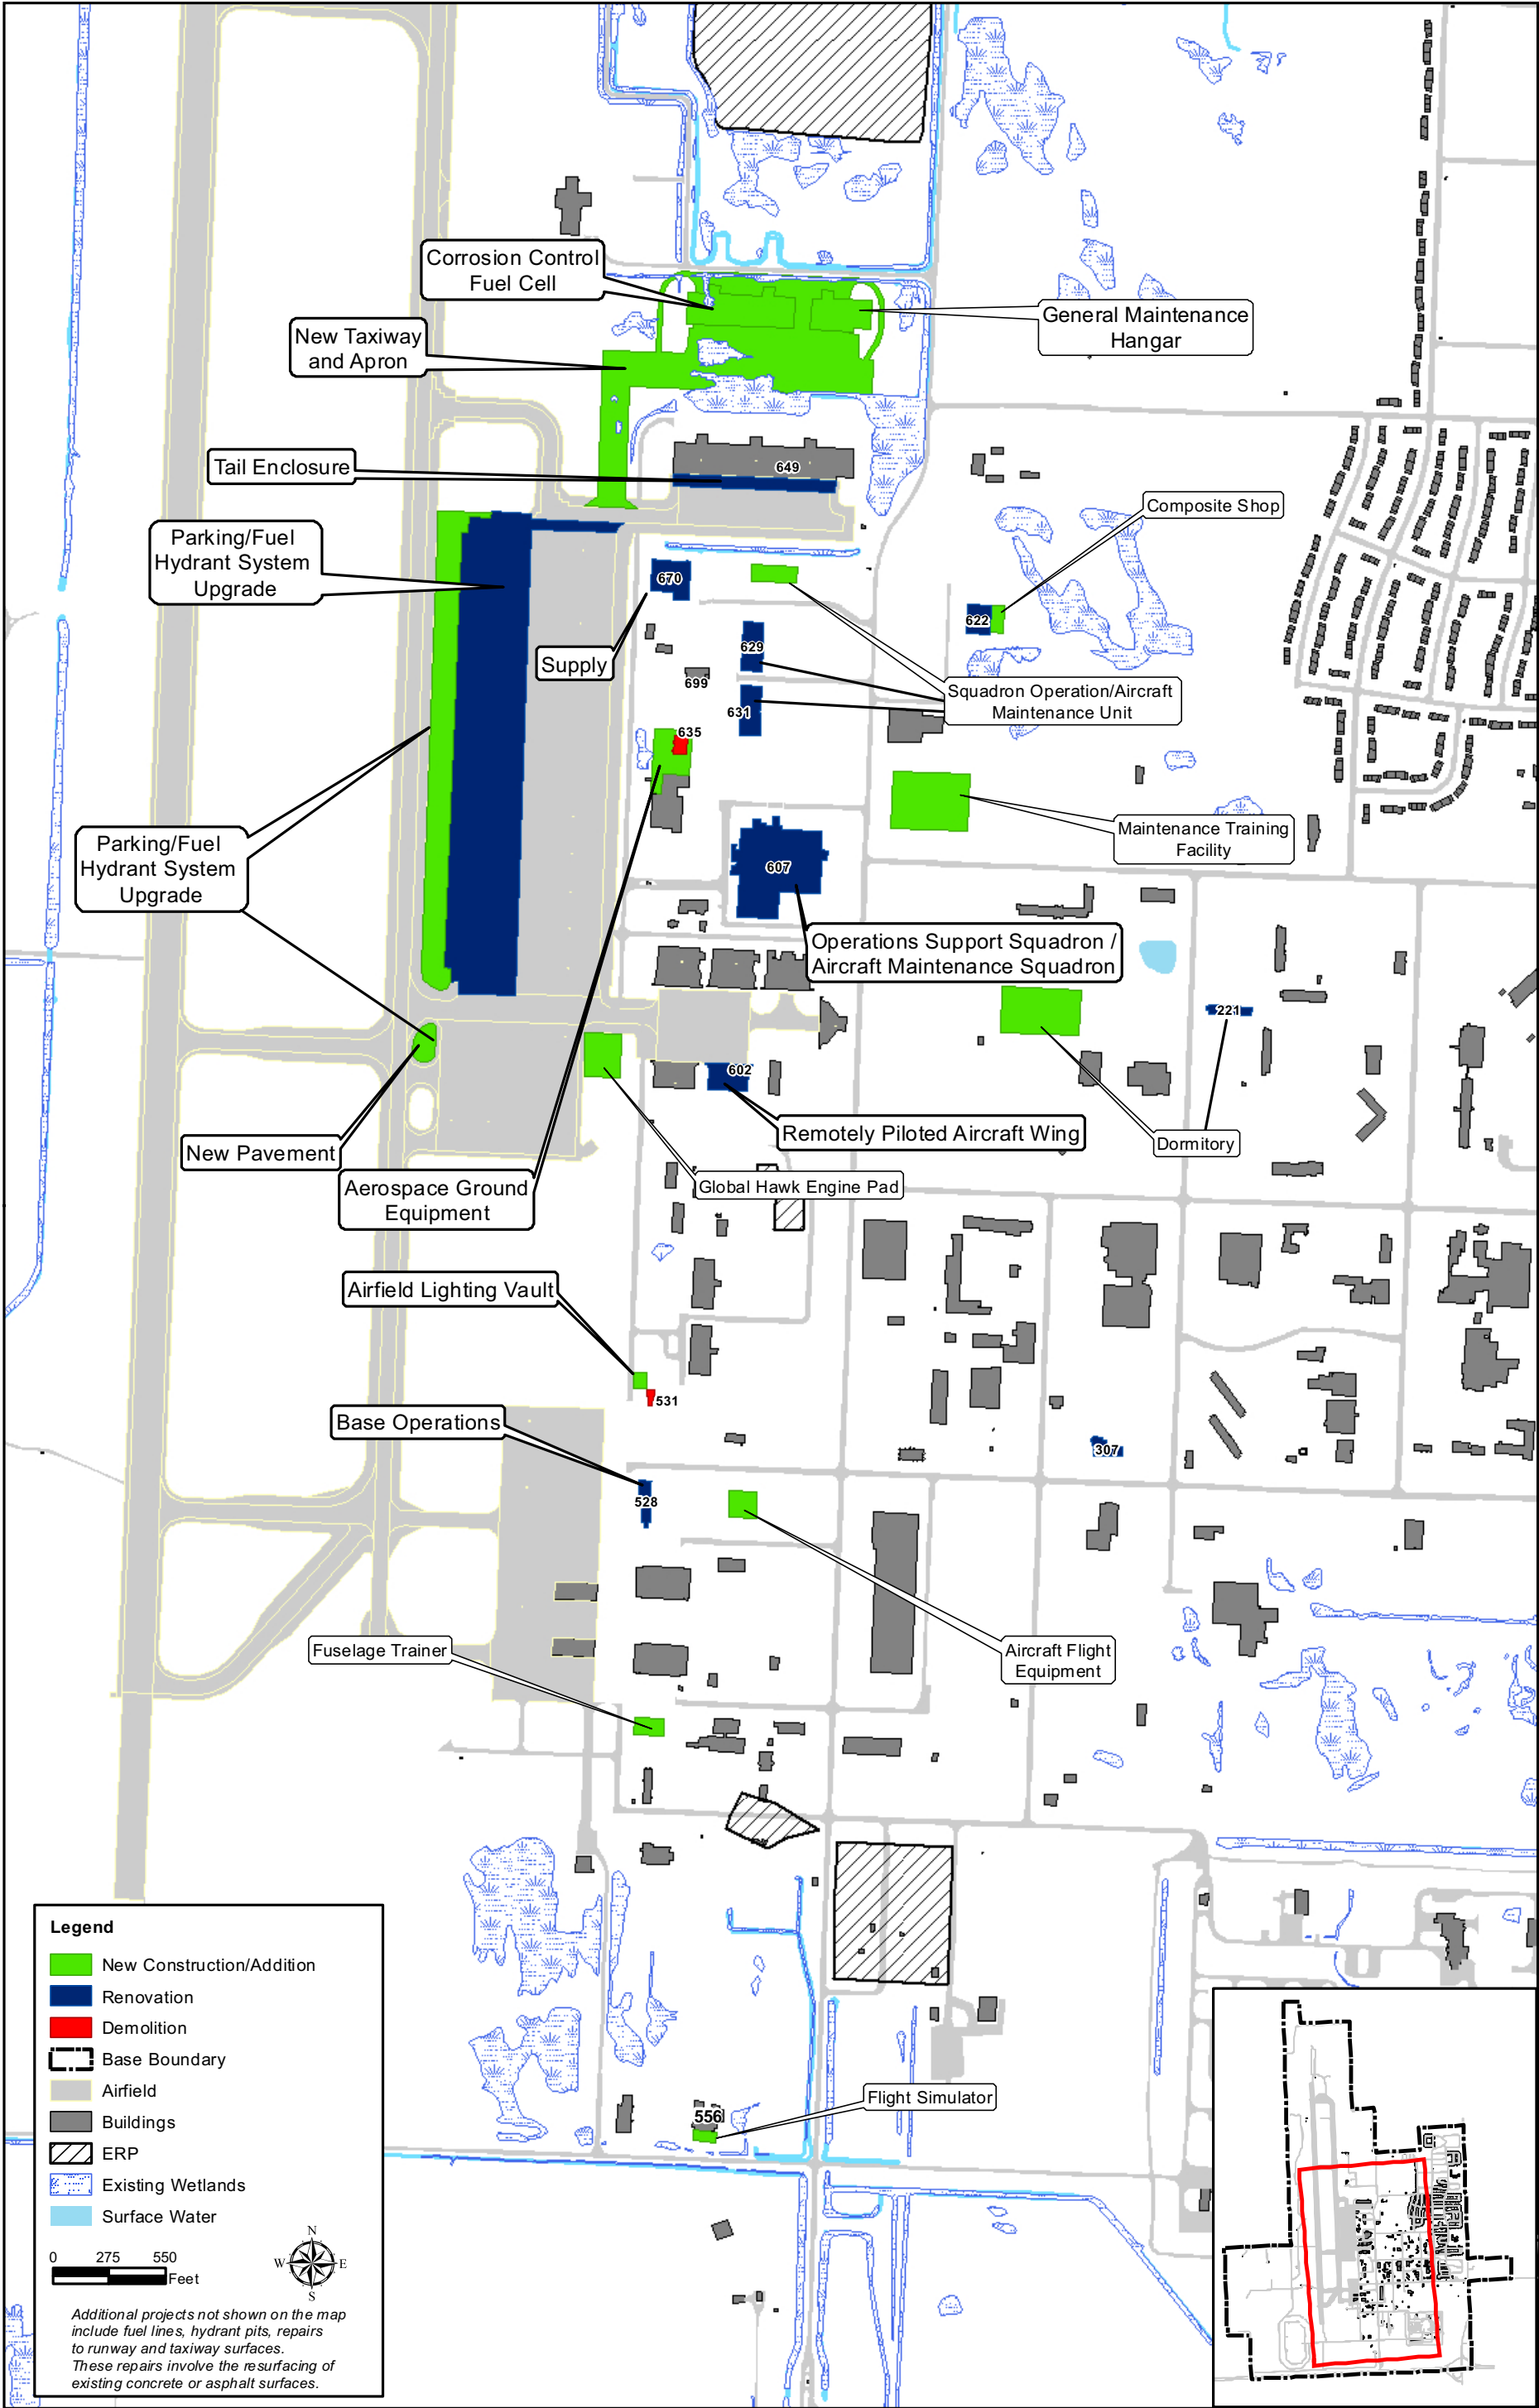 Corrosion Control
Fuel Cell
General Maintenance
Hangar
New Taxiway
and Apron
Tail Enclosure
649
Composite Shop
Parking/Fuel
Hydrant System
Upgrade
670
622
629
Supply
699
Squadron Operation/Aircraft
Maintenance Unit
631
635
Maintenance Training
Facility
Parking/Fuel
Hydrant System
Upgrade
607
Operations Support Squadron /
Aircraft Maintenance Squadron
221
602
Remotely Piloted Aircraft Wing
New Pavement
Dormitory
Aerospace Ground
Equipment
Global Hawk Engine Pad
Airfield Lighting Vault
531
Base Operations
307
528
Fuselage Trainer
Aircraft Flight
Equipment
556
Flight Simulator
Legend
New Construction/Addition
Renovation
Demolition
Base Boundary
Airfield
Buildings
ERP
Existing Wetlands
Surface Water
N
W E
S
0 275 550
Feet
Additional projects not shown on the map
include fuel lines, hydrant pits, repairs
to runway and taxiway surfaces.
These repairs involve the resurfacing of
existing concrete or asphalt surfaces.